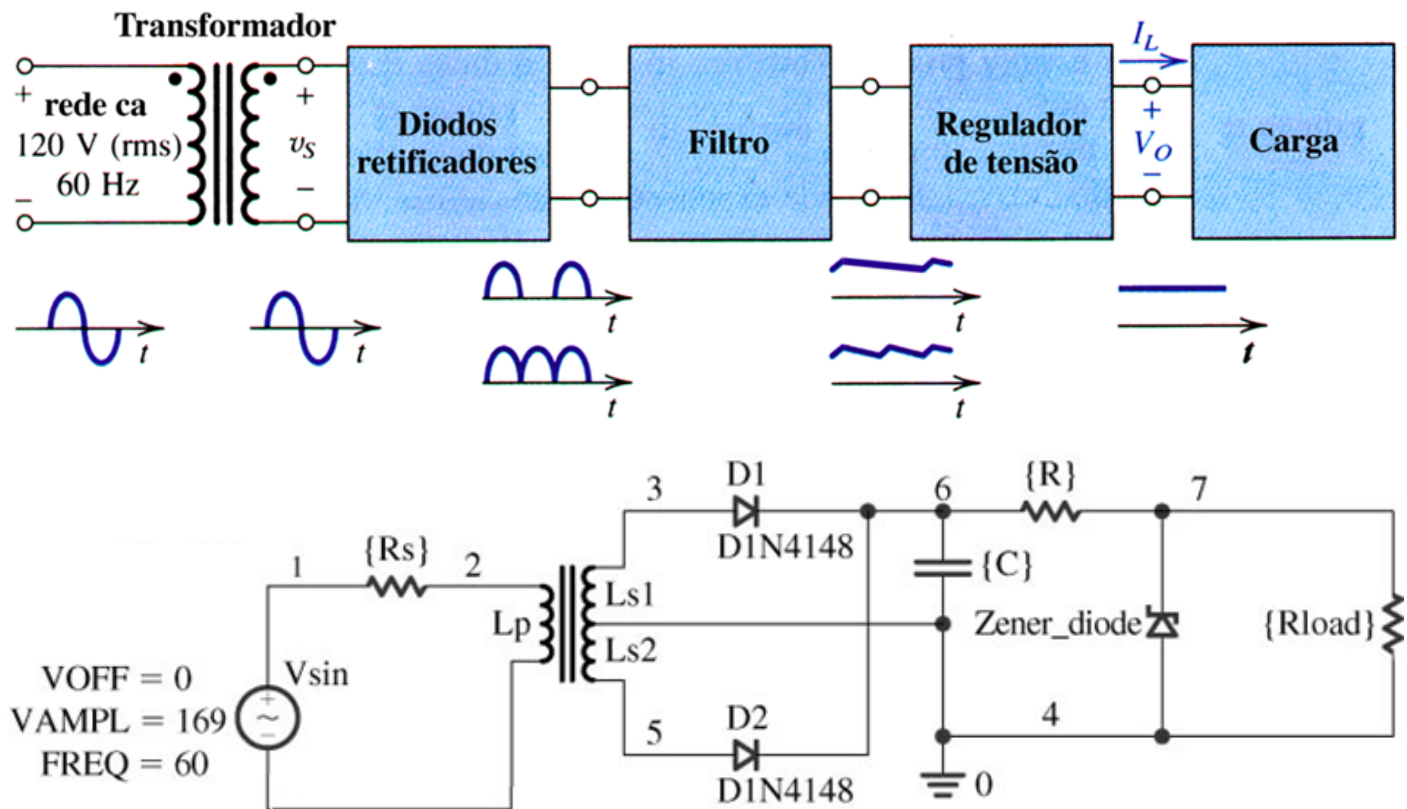 Transformador
+
rede ca
120 V (rms)
60 Hz
−
+
vS
−
Diodos
retificadores
Filtro
Regulador
de tensão
IL
+
VO
−
Carga
t
t
t
t
t
t
t
1
{Rs}
2
3
D1
D1N4148
6
{R}
7
{C}
Lp
Ls1
Ls2
Zener_diode
{Rload}
VOFF = 0
VAMPL = 169
FREQ = 60
Vsin
+
~
−
5
D2
D1N4148
4
0